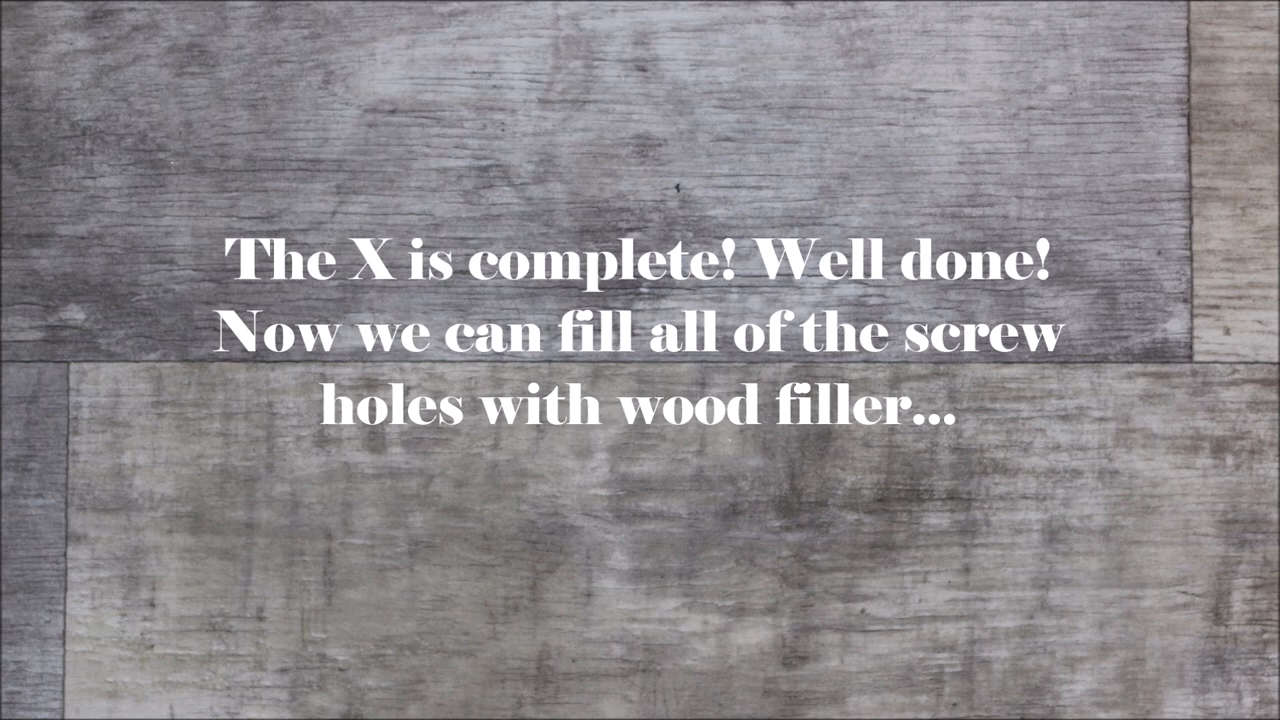 The X is complete! Well done!
Now we can fill all of the screw
holes with wood filler...